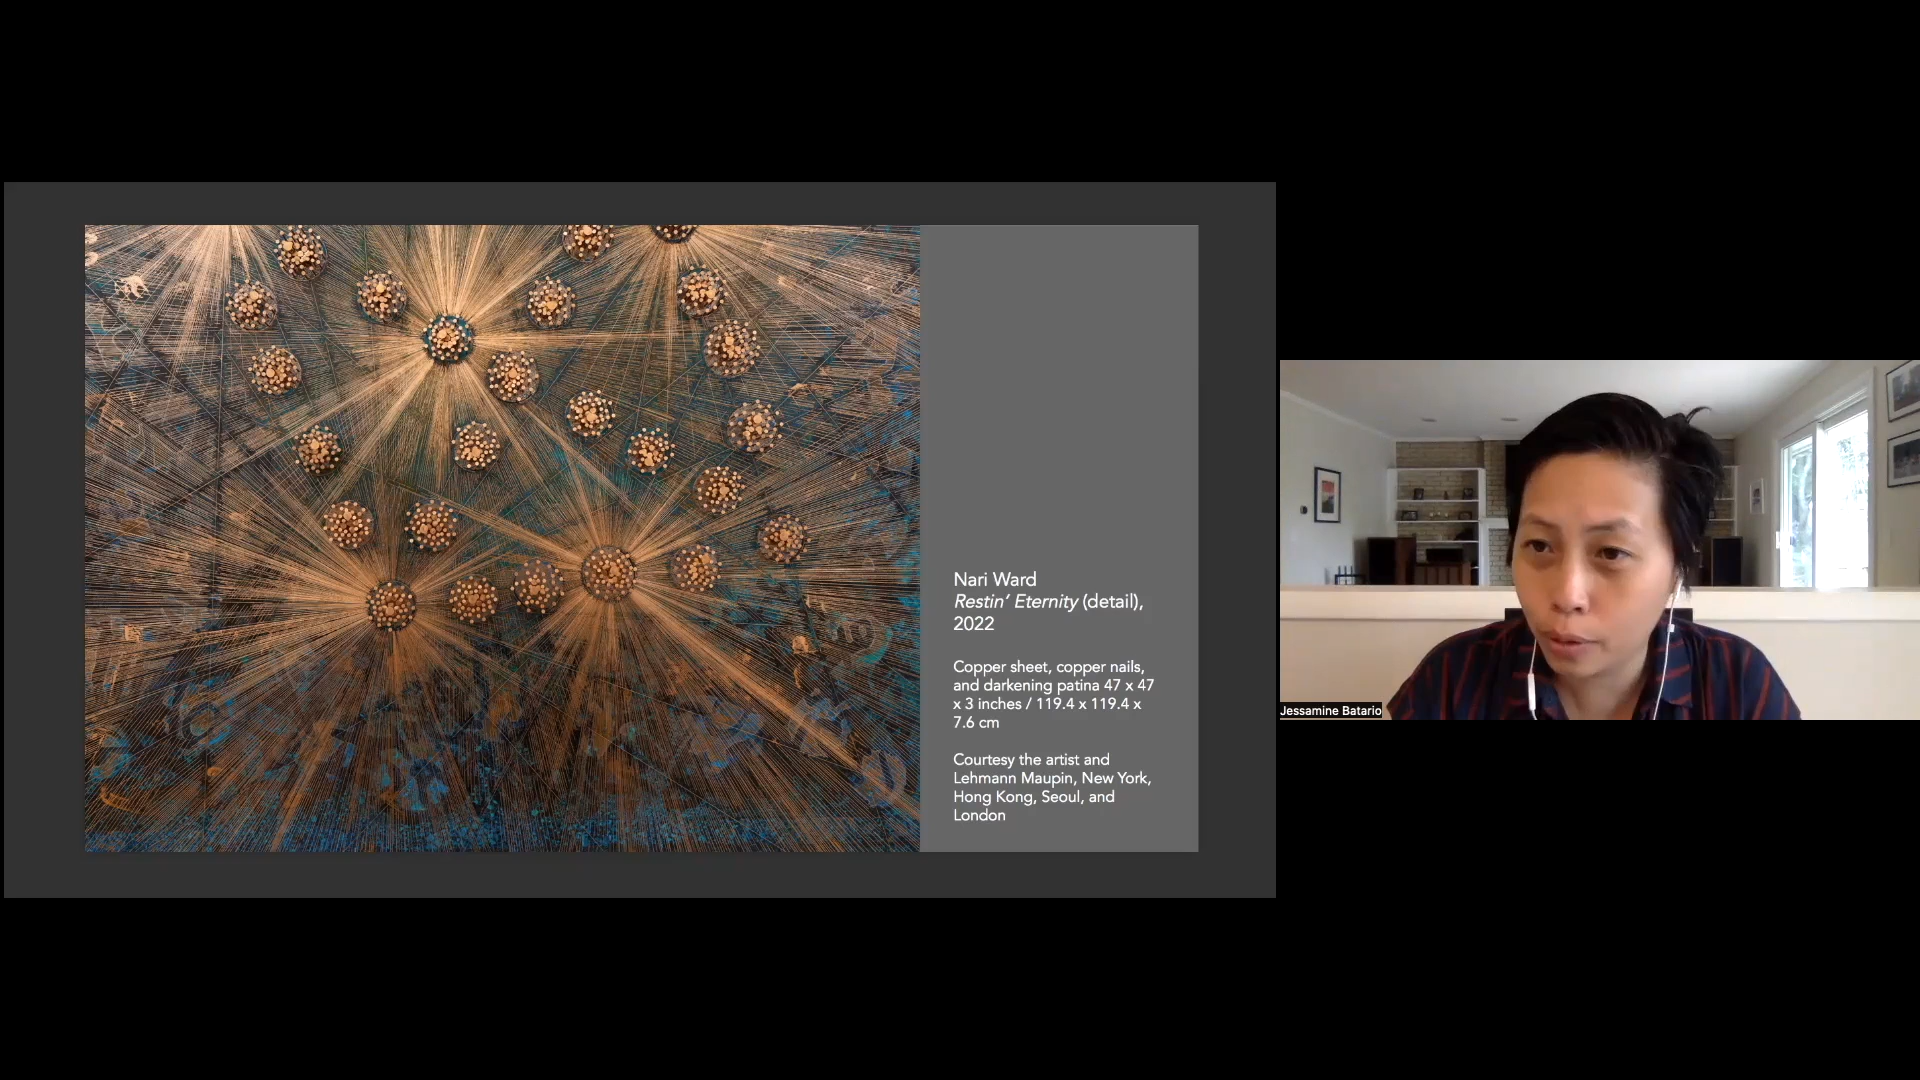 Nari Ward
Restin’ Eternity (detail),
2022
Copper sheet, copper nails,
and darkening patina 47 x 47
x 3 inches / 119.4 x 119.4 x
7.6 cm
Courtesy the artist and
Lehmann Maupin, New York,
Hong Kong, Seoul, and
London
Jessamine Batario